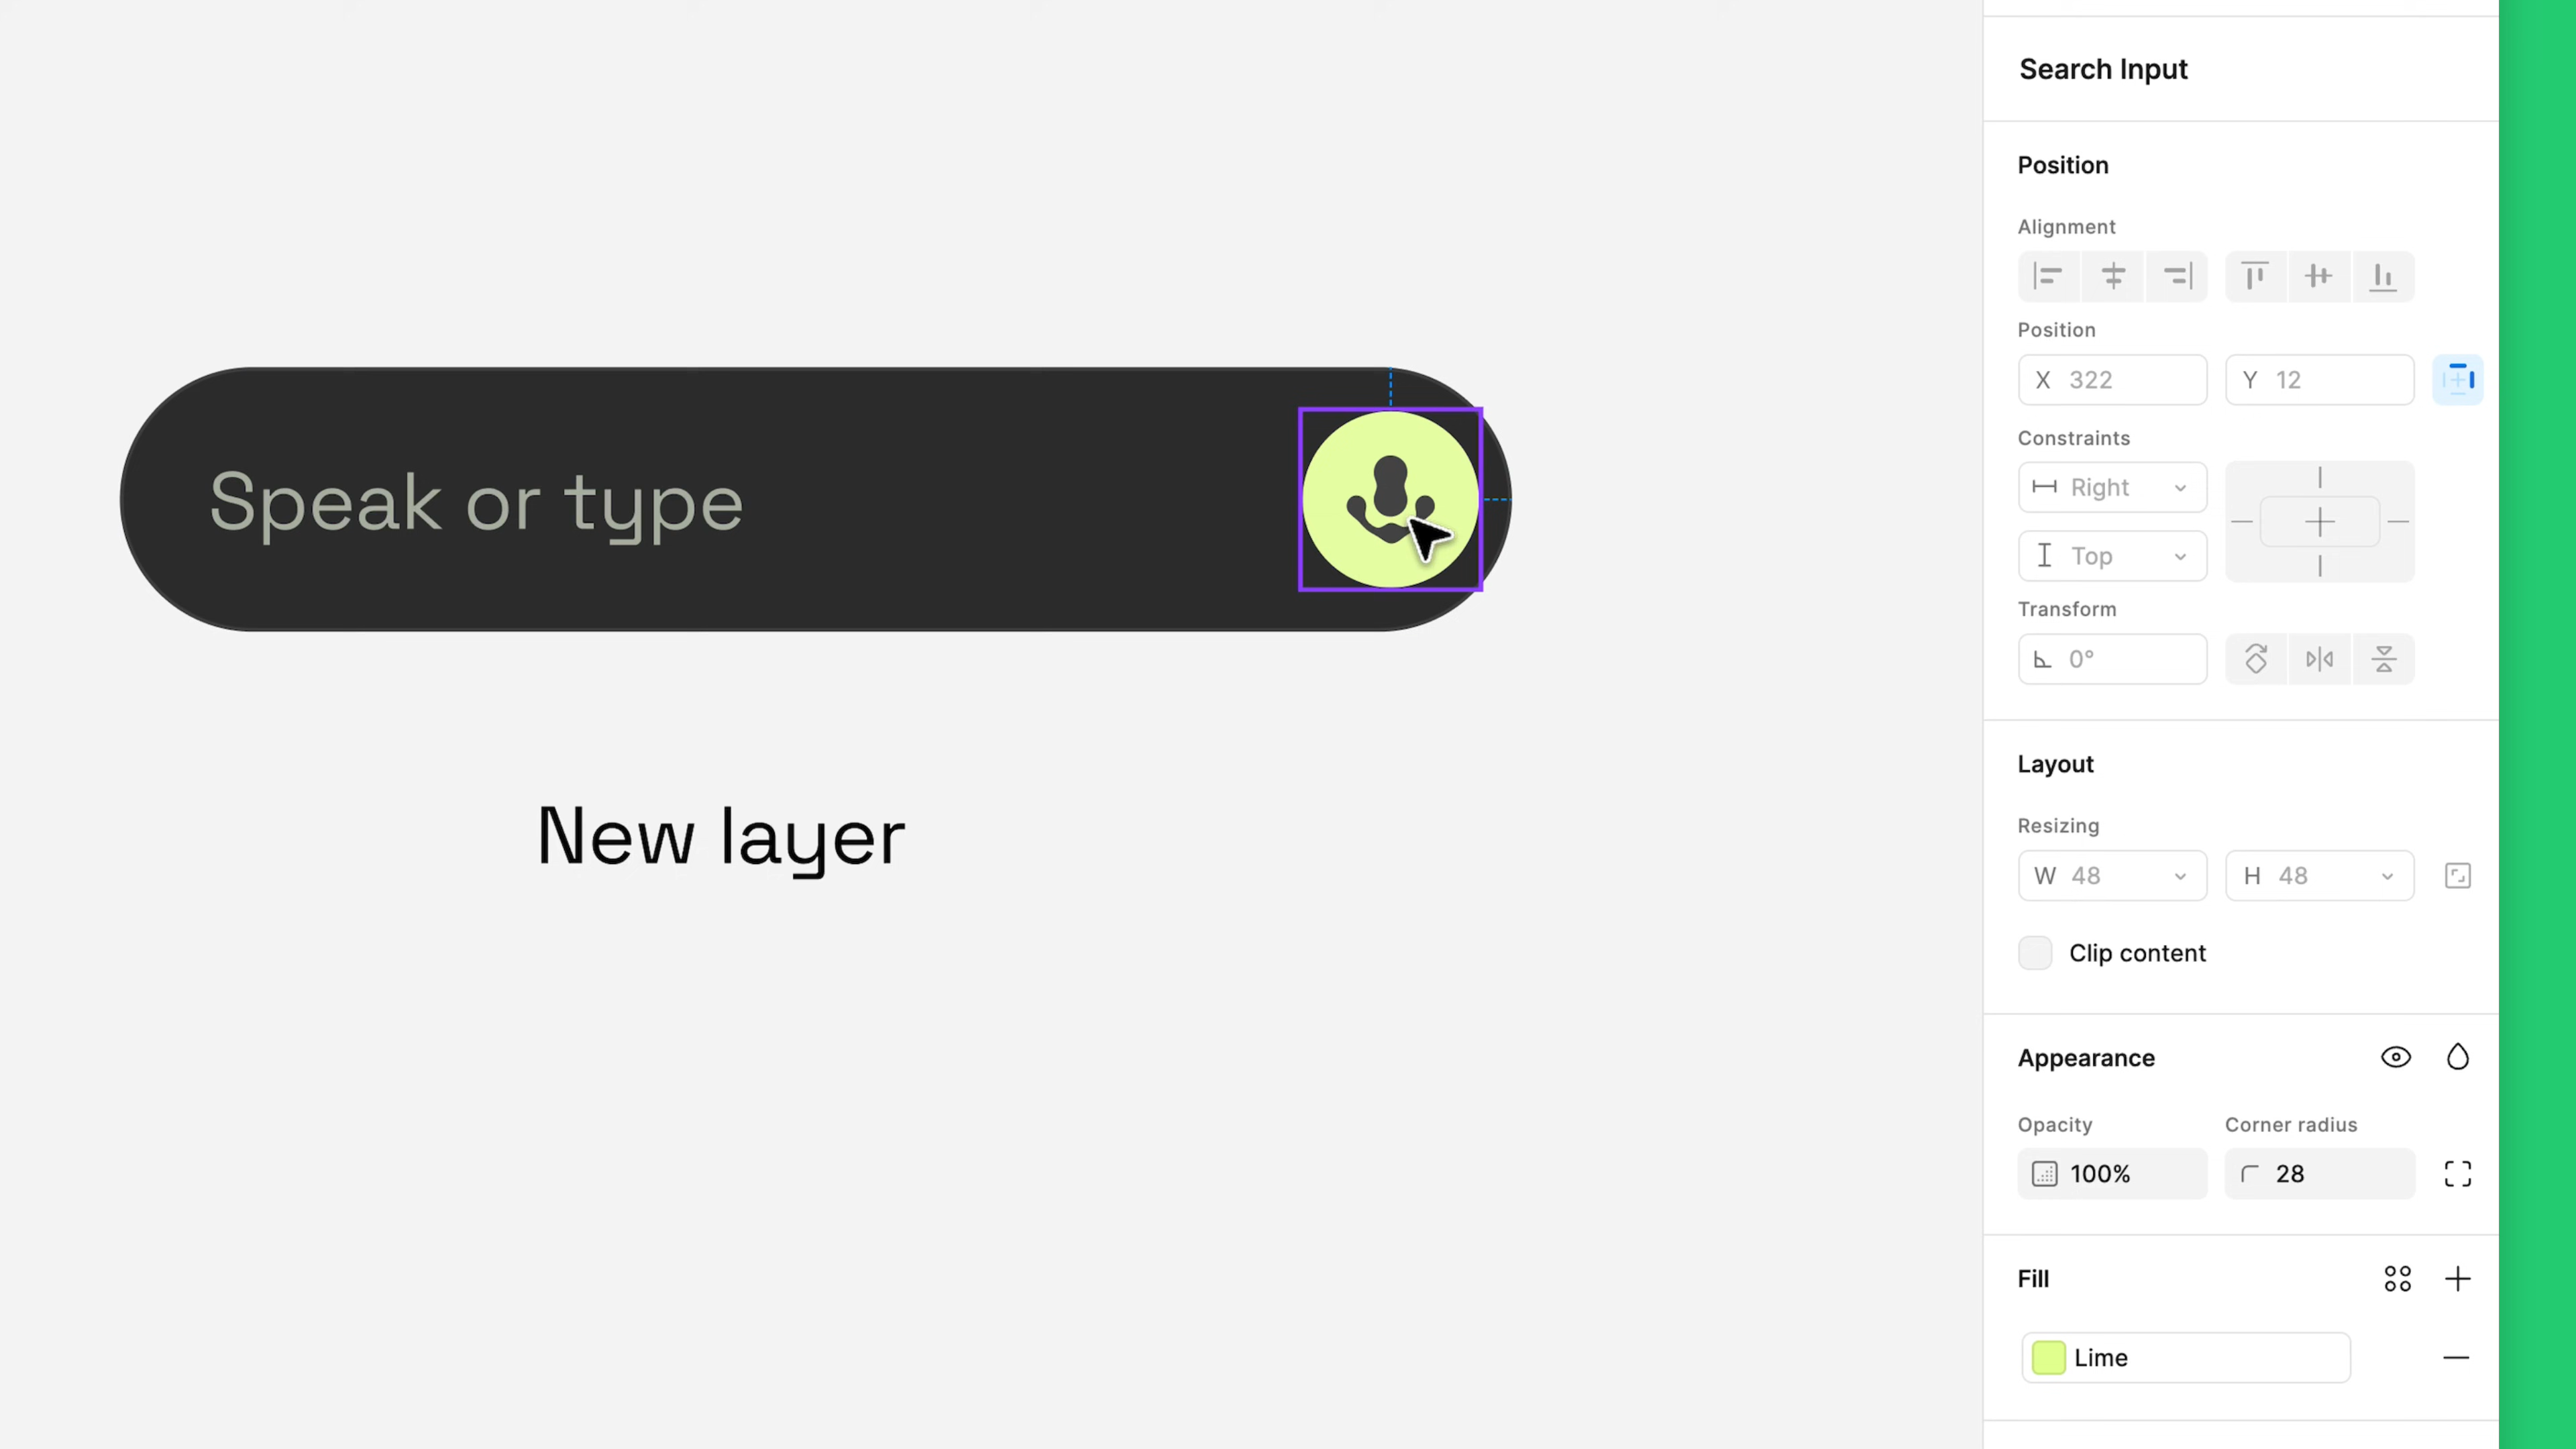 Search Input
Position
Alignment
Position
X 322
Y 12
Constraints
Right
Top
Transform
0°
Speak or type
New layer
Layout
Resizing
W 48
H 48
Clip content
Appearance
Opacity
Corner radius
100%
28
Fill
Lime